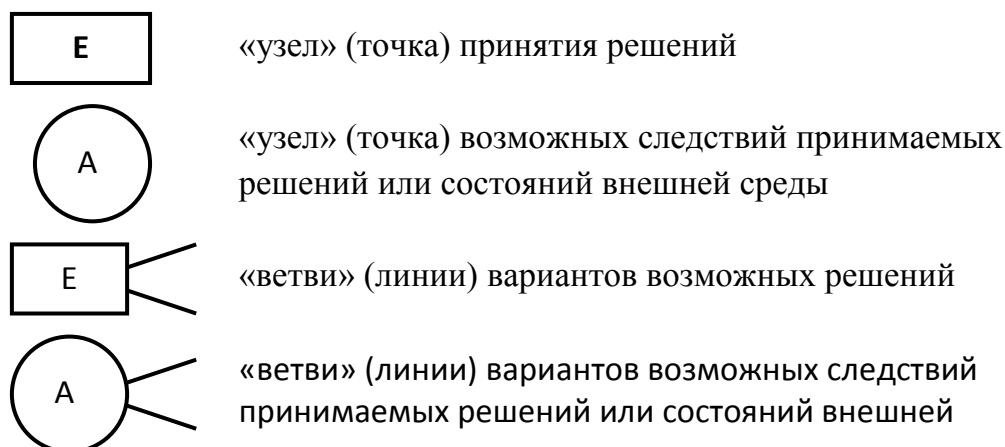 E
«узел» (точка) принятия решений
A
«узел» (точка) возможных следствий принимаемых
решений или состояний внешней среды
E
«ветви» (линии) вариантов возможных решений
A
«ветви» (линии) вариантов возможных следствий
принимаемых решений или состояний внешней